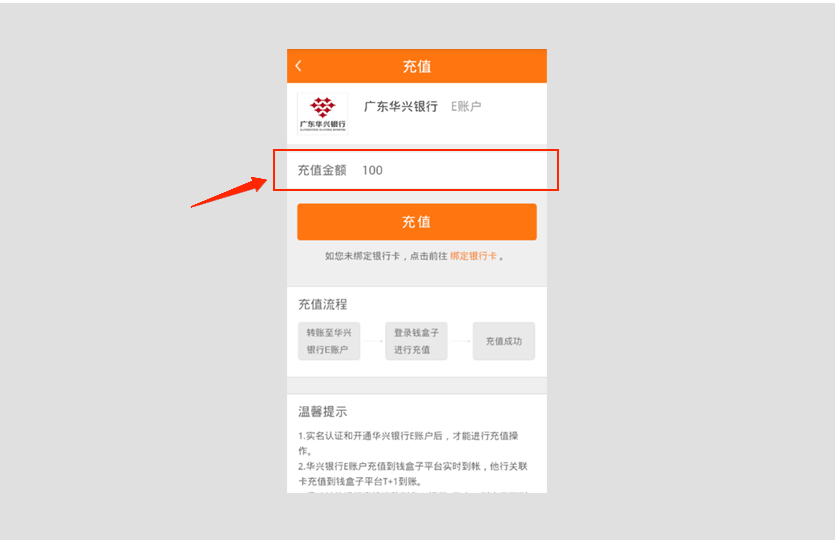 充值
广东华兴银行 E账户
广东华兴银行
充值金额 100
充值
如您未绑定银行卡，点击前往 绑定银行卡 。
充值流程
转账至华兴
银行E账户
登录钱盒子
进行充值
充值成功
温馨提示
1.实名认证和开通华兴银行E账户后，才能进行充值操
作。
2.华兴银行E账户充值到钱盒子平台实时到帐，他行关联
卡充值到钱盒子平台T+1到账。